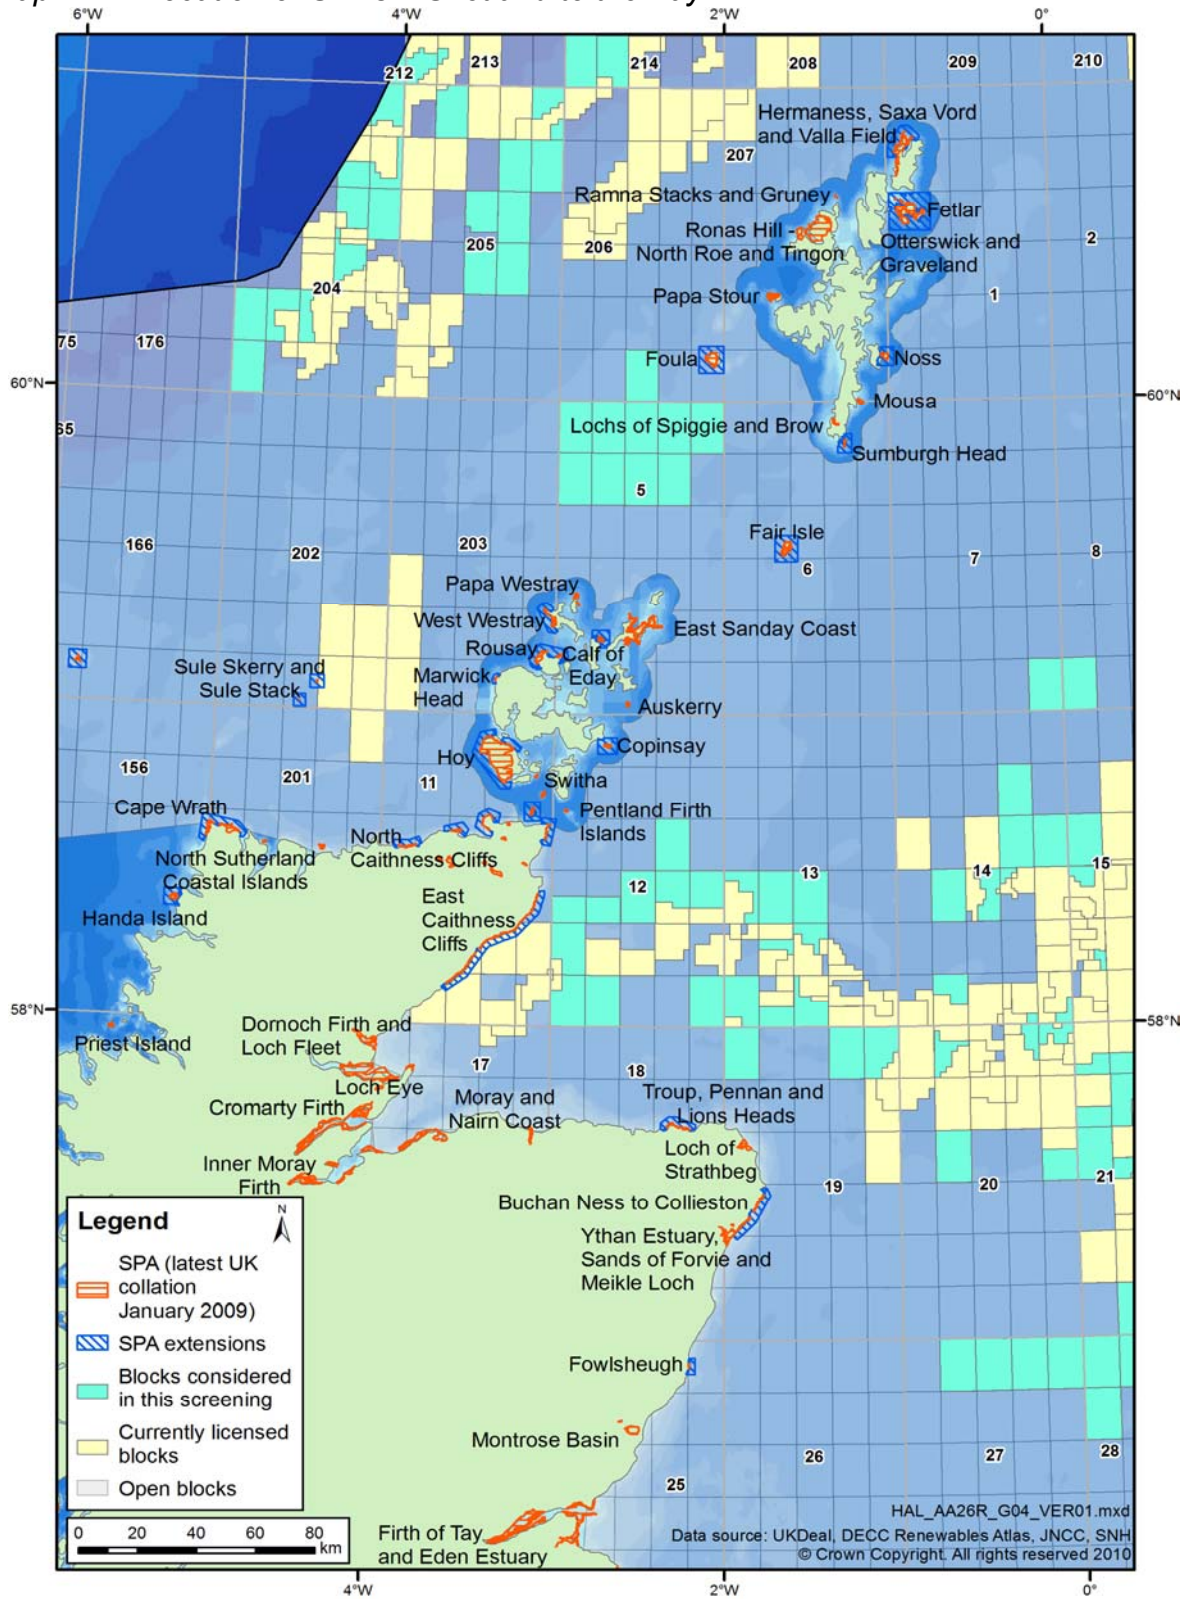 6°W
4°W
2°W
0°
212
213
214
208
209
210
Hermaness, Saxa Vord
and Valla Field
207
Ramna Stacks and Gruney
Fetlar
Ronas Hill -
North Roe and Tingon
205
206
Otterswick and
Graveland
2
204
Papa Stour
1
75
176
Foula
Noss
60°N
60°N
Mousa
65
Lochs of Spiggie and Brow
Sumburgh Head
5
Fair Isle
166
202
203
6
7
8
Papa Westray
West Westray
East Sanday Coast
Rousay
Calf of
Eday
Sule Skerry and
Sule Stack
Marwick
Head
Auskerry
Copinsay
Hoy
156
201
11
Switha
Cape Wrath
Pentland Firth
Islands
North
Caithness Cliffs
North Sutherland
Coastal Islands
12
13
14
15
East
Caithness
Cliffs
Handa Island
58°N
58°N
Dornoch Firth and
Loch Fleet
Priest Island
17
18
Loch Eye
Moray and
Nairn Coast
Troup, Pennan and
Lions Heads
Cromarty Firth
Loch of
Strathbeg
Inner Moray
Firth
19
20
21
Buchan Ness to Collieston
Ythan Estuary,
Sands of Forvie and
Meikle Loch
Legend
N
SPA (latest UK
collation
January 2009)
SPA extensions
Blocks considered
in this screening
Currently licensed
blocks
Open blocks
0 20 40 60 80
km
Fowlsheugh
Montrose Basin
26
27
28
25
Firth of Tay
and Eden Estuary
HAL_AA26R_G04_VER01.mxd
Data source: UKDeal, DECC Renewables Atlas, JNCC, SNH
© Crown Copyright. All rights reserved 2010
4°W
2°W
0°